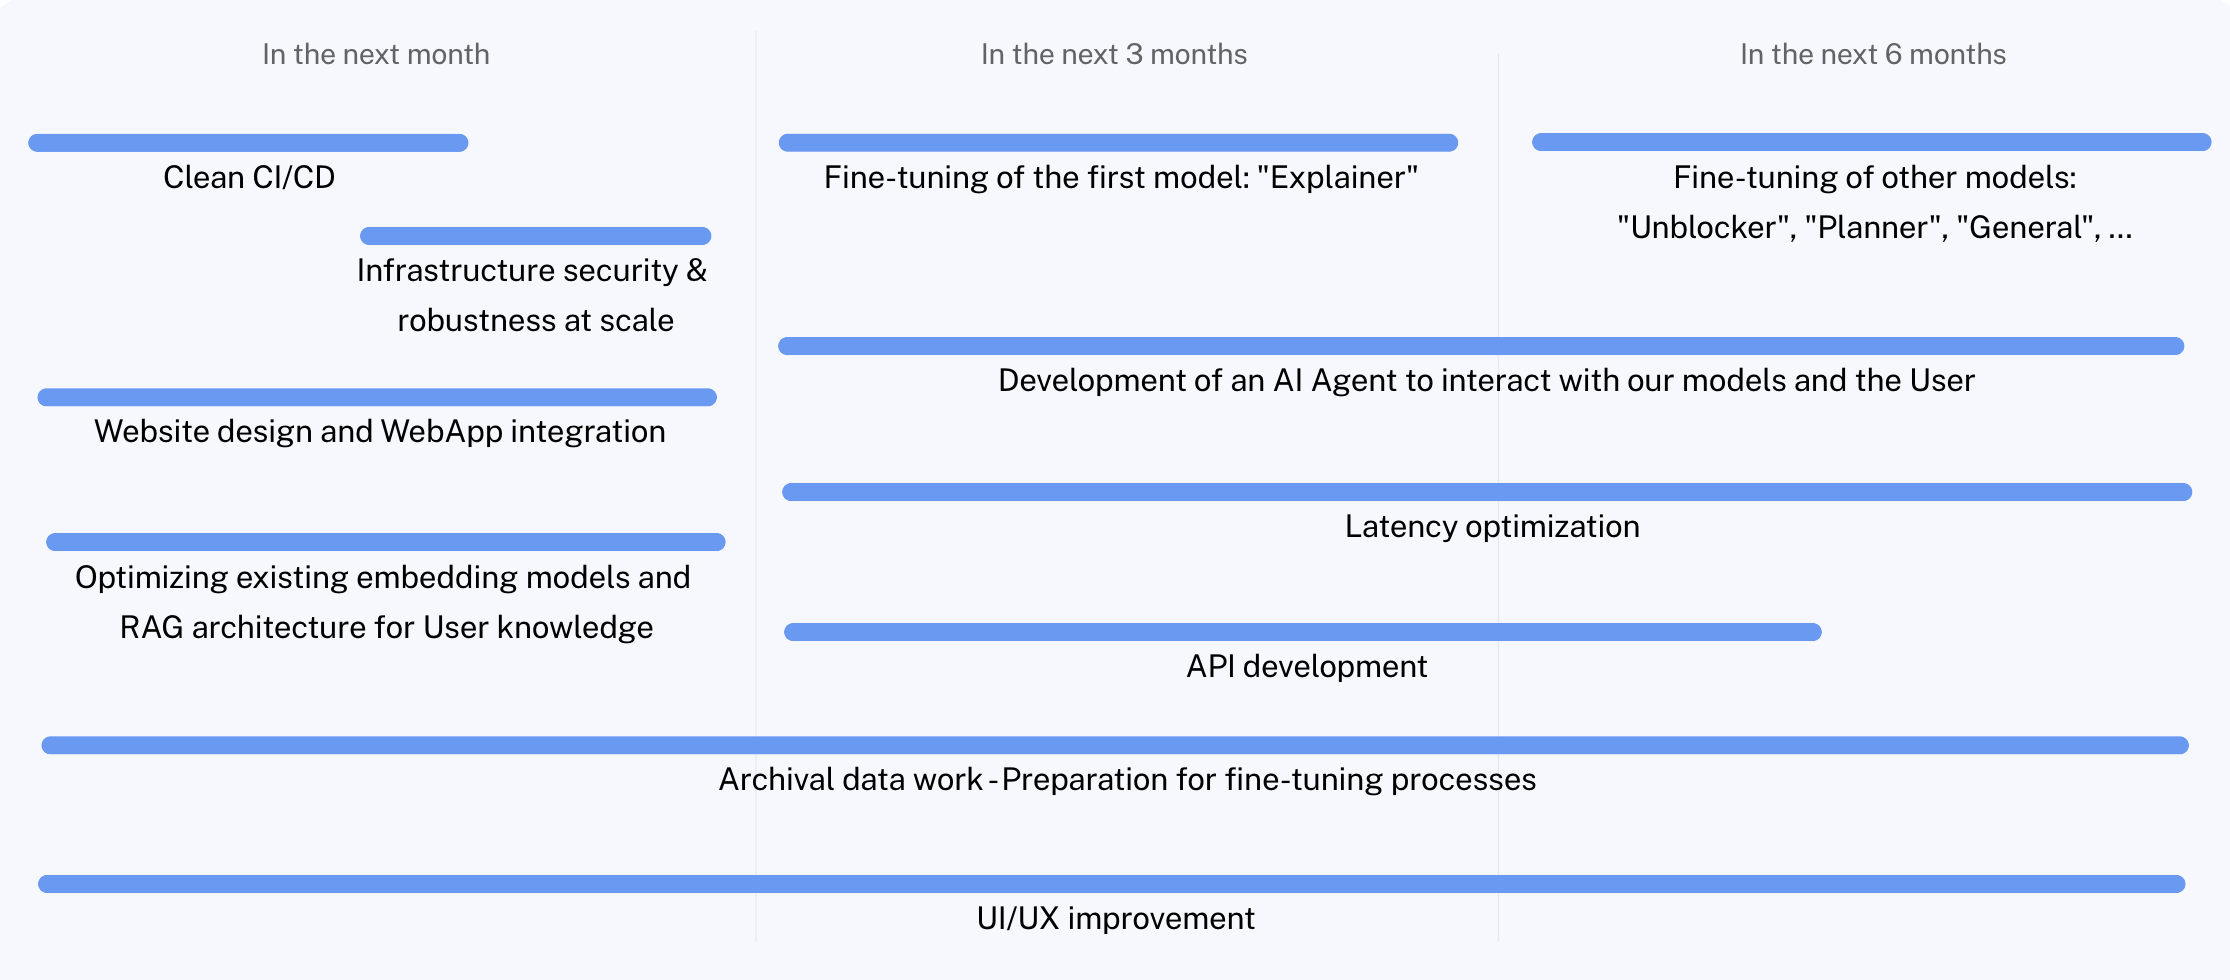 In the next month
In the next 3 months
In the next 6 months
Clean CI/CD
Fine-tuning of the first model: "Explainer"
Fine-tuning of other models:
"Unblocker", "Planner", "General", ...
Infrastructure security &
robustness at scale
Development of an AI Agent to interact with our models and the User
Website design and WebApp integration
Latency optimization
Optimizing existing embedding models and
RAG architecture for User knowledge
API development
Archival data work - Preparation for fine-tuning processes
UI/UX improvement